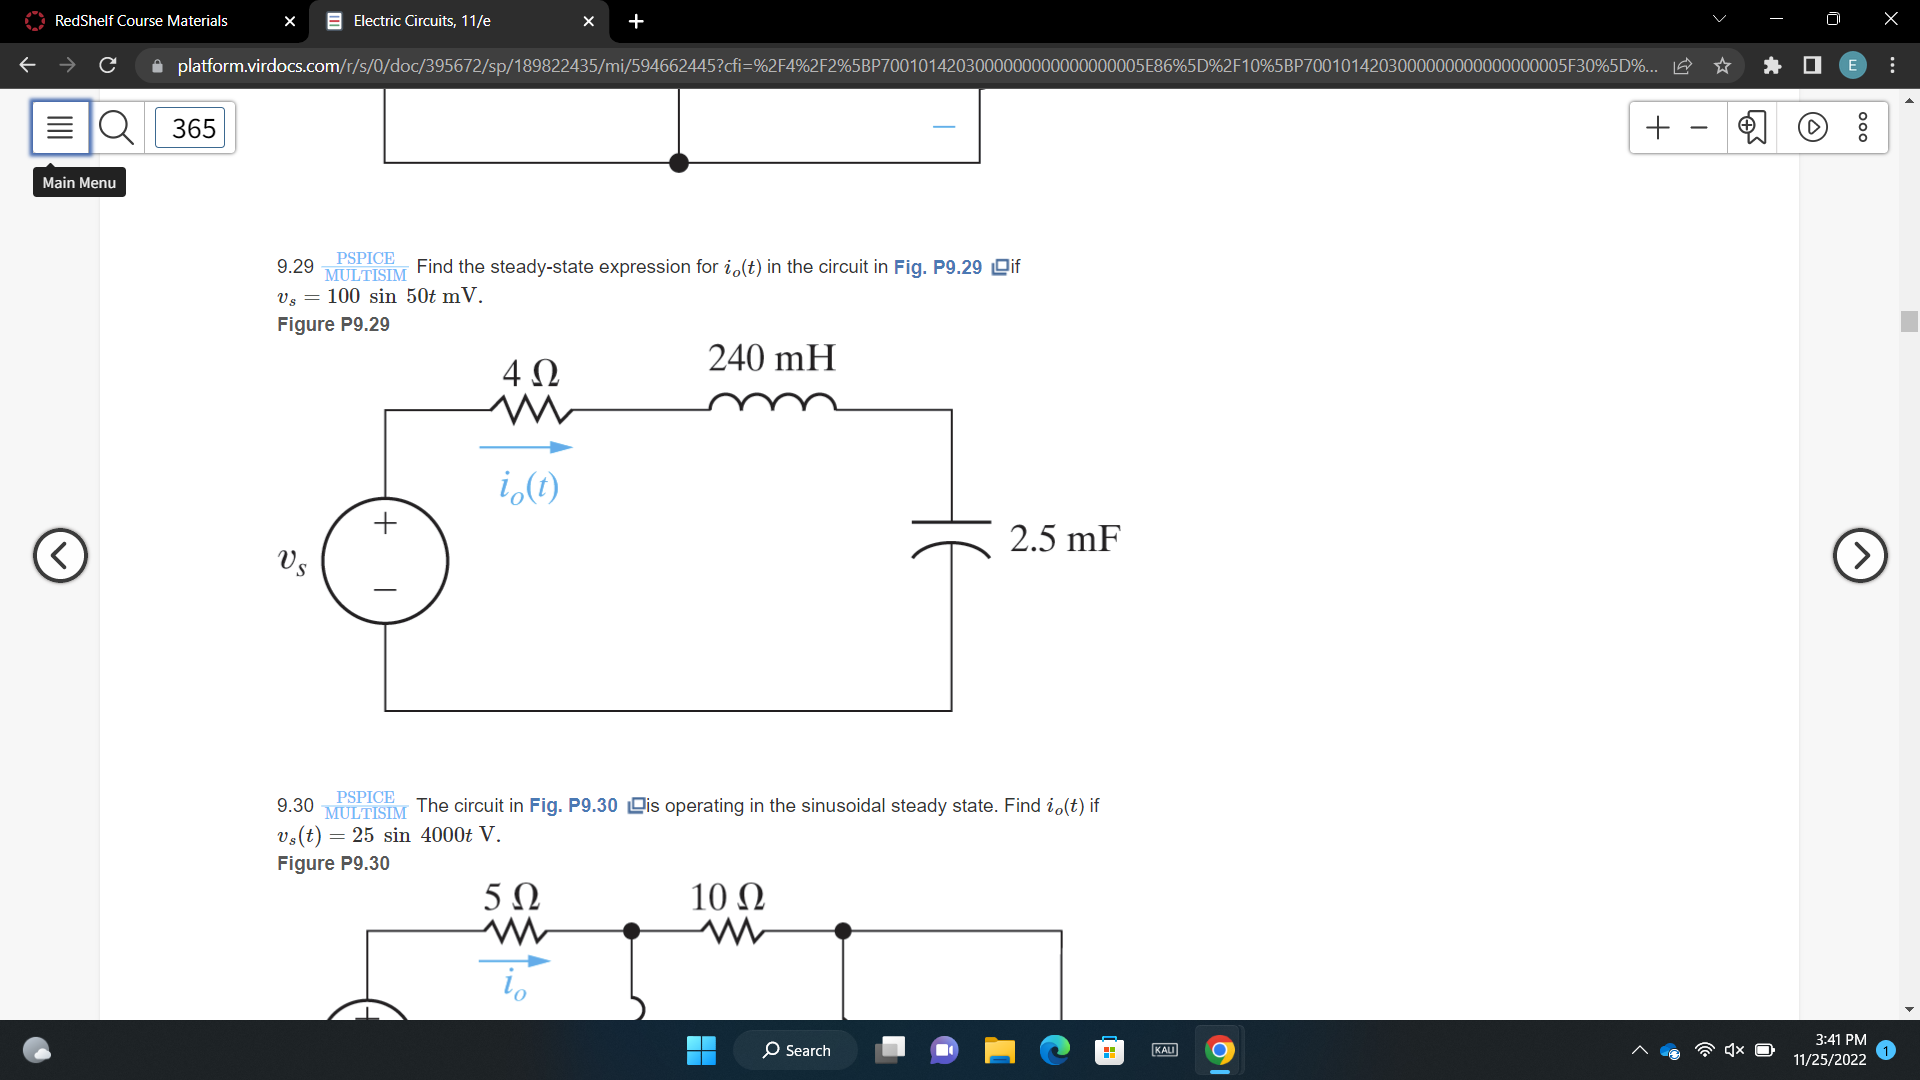 RedShelf Course Materials
Electric Circuits, 11/e
platform.virdocs.com/r/s/0/doc/395672/sp/189822435/mi/594662445?cfi=%2F4%2F2%5BP7001014203000000000000000005E86%5D%2F10%5BP7001014203000000000000000005F30%5D%...
E
365
Main Menu
9.29 PSPICE MULTISIM Find the steady-state expression for i_o(t) in the circuit in Fig. P9.29 if
v_s = 100 sin 50t mV.
Figure P9.29
4 Ω
240 mH
i_o(t)
+
v_s
−
2.5 mF
9.30 PSPICE MULTISIM The circuit in Fig. P9.30 is operating in the sinusoidal steady state. Find i_o(t) if
v_s(t) = 25 sin 4000t V.
Figure P9.30
5 Ω
10 Ω
i_o
Search
KALI
3:41 PM
11/25/2022
1